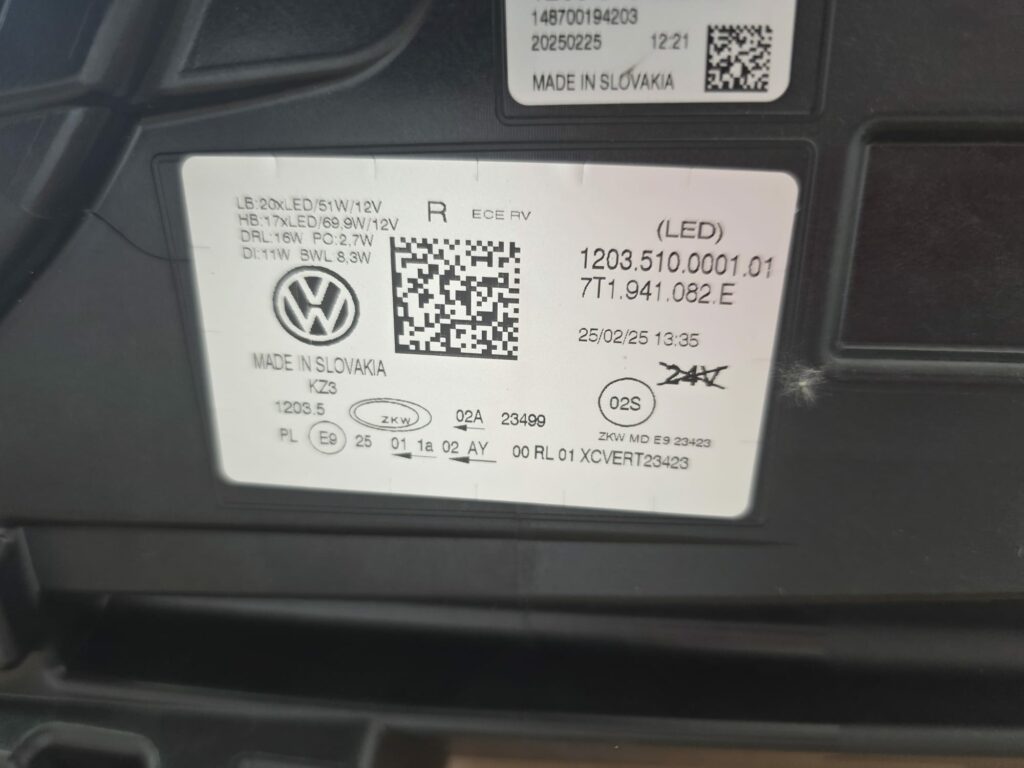 148700194203
20250225 12:21
MADE IN SLOVAKIA
LB:20xLED/51W/12V
HB:17xLED/69,9W/12V
DRL:16W PO:2,7W
DI:11W BWL 8,3W
R ECE RV
(LED)
1203.510.0001.01
7T1.941.082.E
25/02/25 13:35
24V
MADE IN SLOVAKIA
KZ3
1203.5 ZKW 02A 23499
02S
ZKW MD E9 23423
PL E9 25 01 1a 02 AY 00 RL 01 XCVERT23423